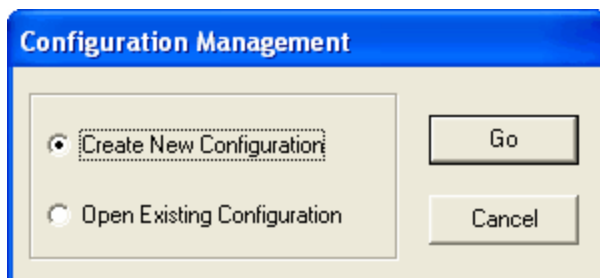 Configuration Management
Create New Configuration
Go
Open Existing Configuration
Cancel